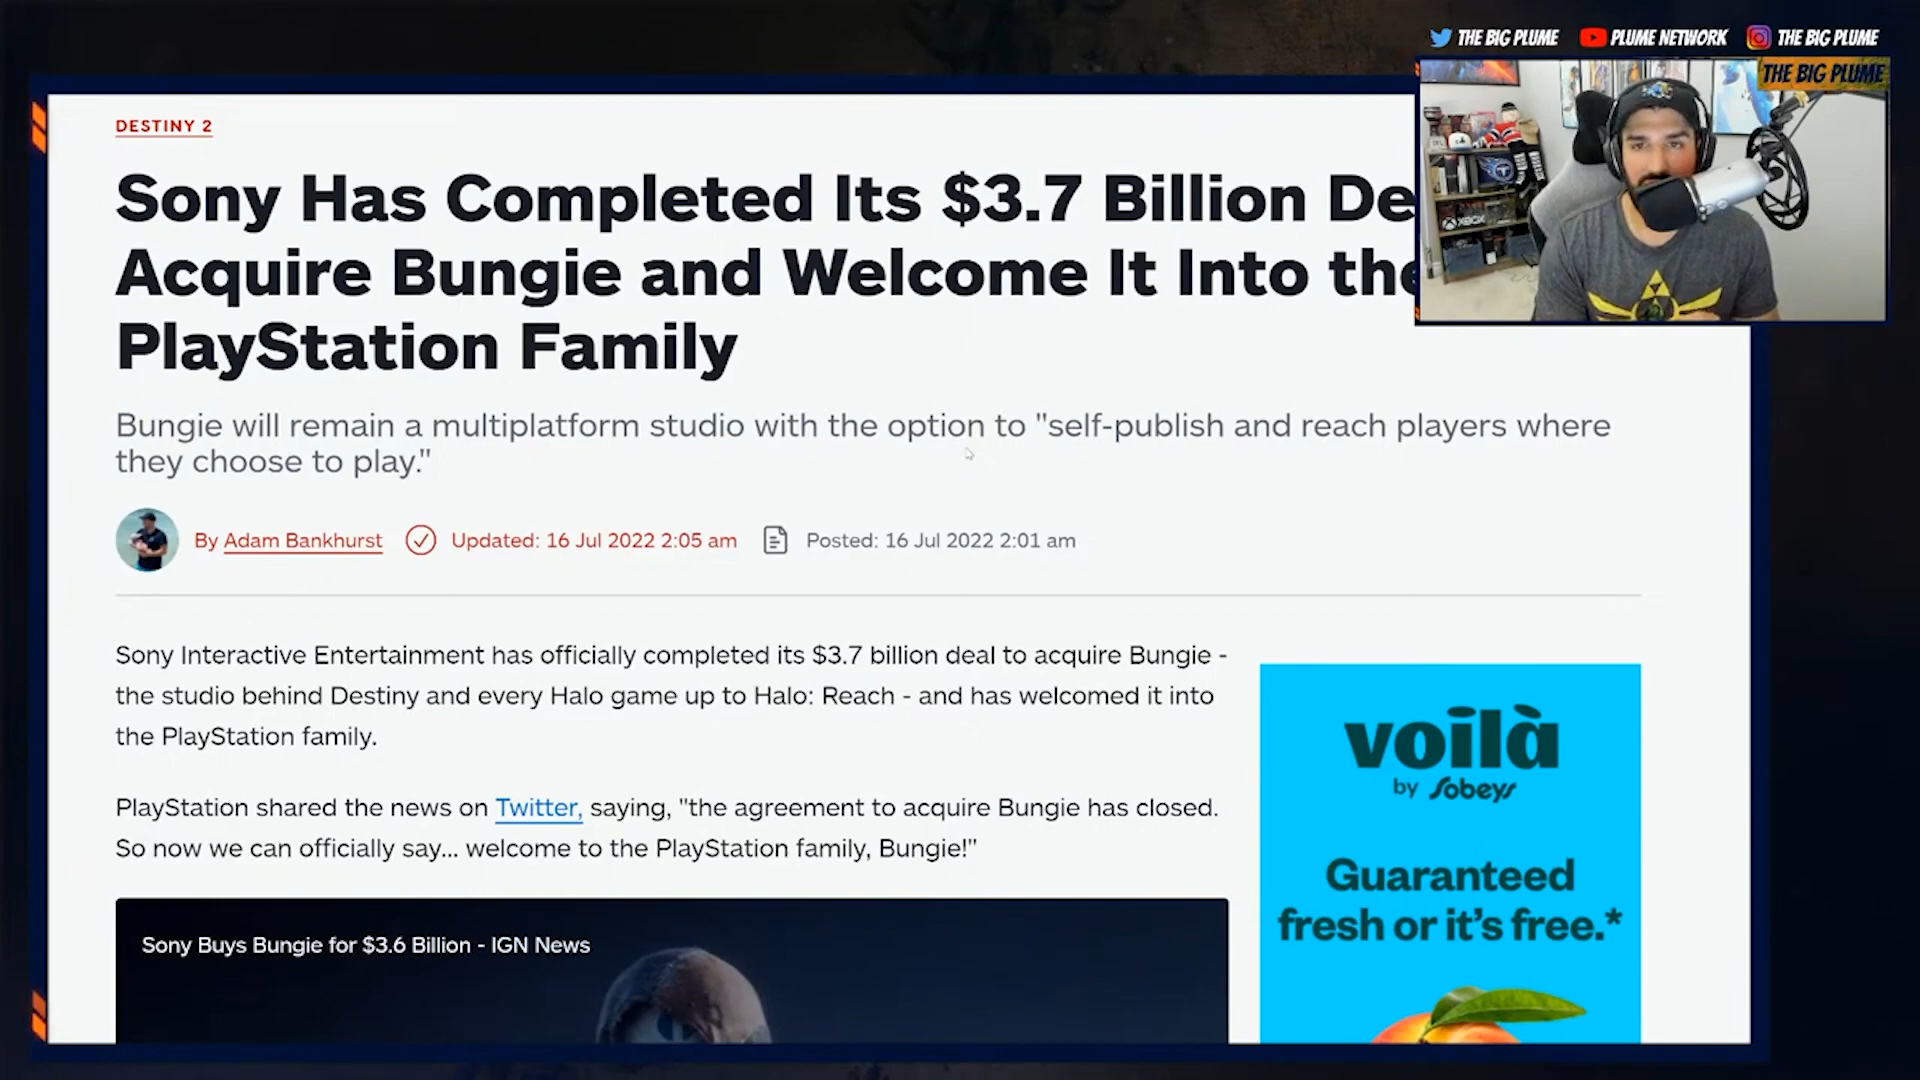 THE BIG PLUME PLUME NETWORK THE BIG PLUME
THE BIG PLUME
DESTINY 2
Sony Has Completed Its $3.7 Billion De
Acquire Bungie and Welcome It Into the
PlayStation Family
Bungie will remain a multiplatform studio with the option to "self-publish and reach players where
they choose to play."
By Adam Bankhurst Updated: 16 Jul 2022 2:05 am Posted: 16 Jul 2022 2:01 am
Sony Interactive Entertainment has officially completed its $3.7 billion deal to acquire Bungie -
the studio behind Destiny and every Halo game up to Halo: Reach - and has welcomed it into
the PlayStation family.
PlayStation shared the news on Twitter, saying, "the agreement to acquire Bungie has closed.
So now we can officially say... welcome to the PlayStation family, Bungie!"
Sony Buys Bungie for $3.6 Billion - IGN News
voilà
by Sobeys
Guaranteed
fresh or it's free.*
XBOX